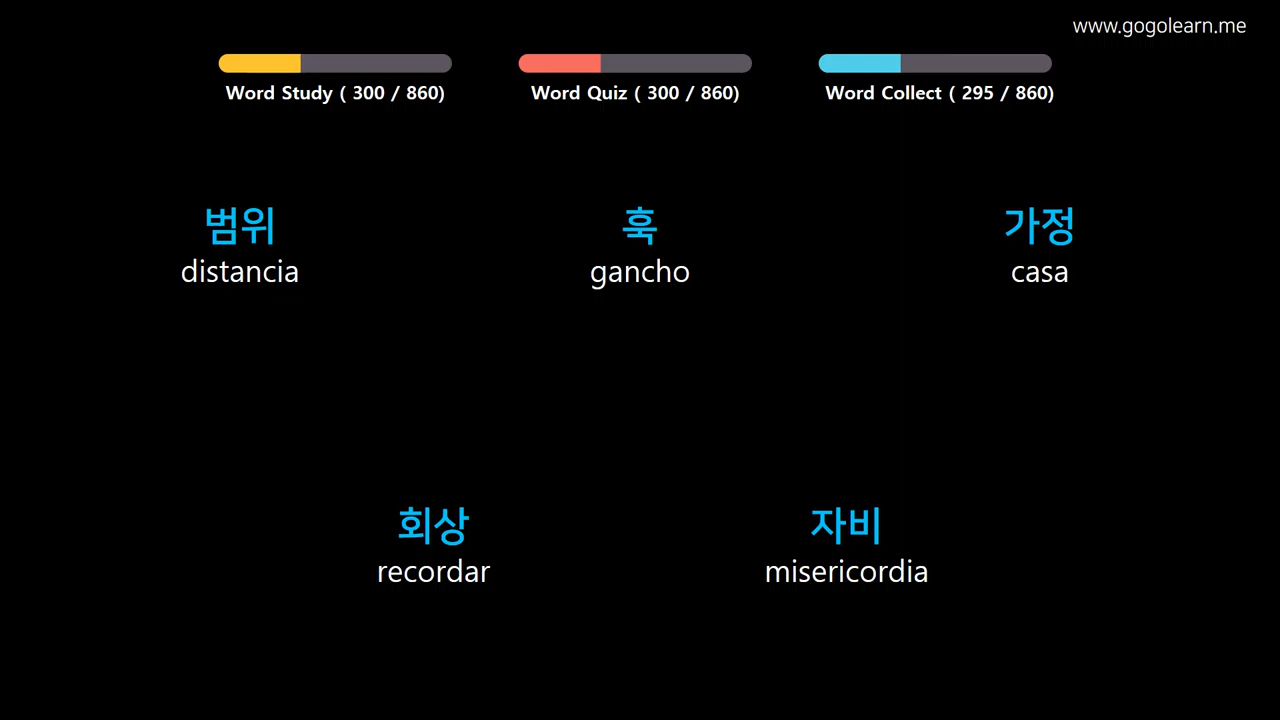 www.gogolearn.me
Word Study ( 300 / 860)
Word Quiz ( 300 / 860)
Word Collect ( 295 / 860)
범위
distancia
훅
gancho
가정
casa
회상
recordar
자비
misericordia